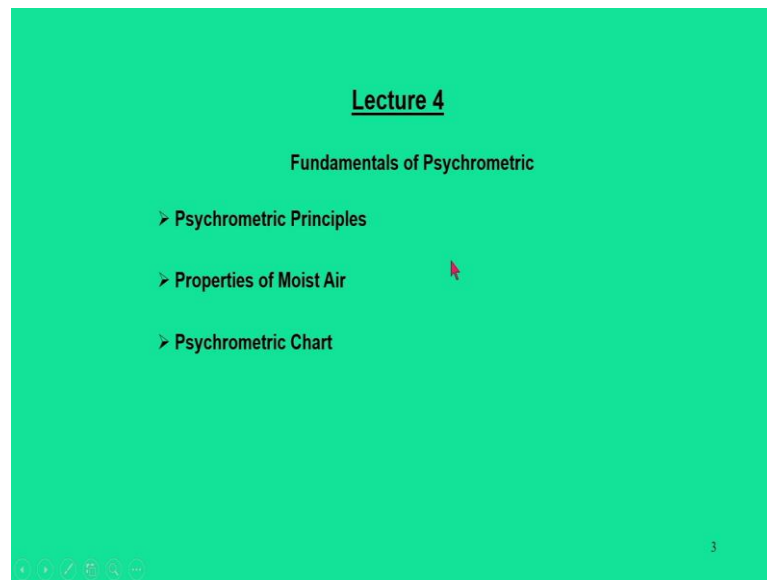 Lecture 4
Fundamentals of Psychrometric
➢ Psychrometric Principles
➢ Properties of Moist Air
➢ Psychrometric Chart
3